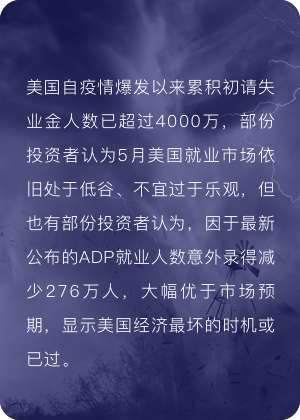 美国自疫情爆发以来累积初请失
业金人数已超过4000万，部份
投资者认为5月美国就业市场依
旧处于低谷、不宜过于乐观，但
也有部份投资者认为，因于最新
公布的ADP就业人数意外录得减
少276万人，大幅优于市场预
期，显示美国经济最坏的时机或
已过。